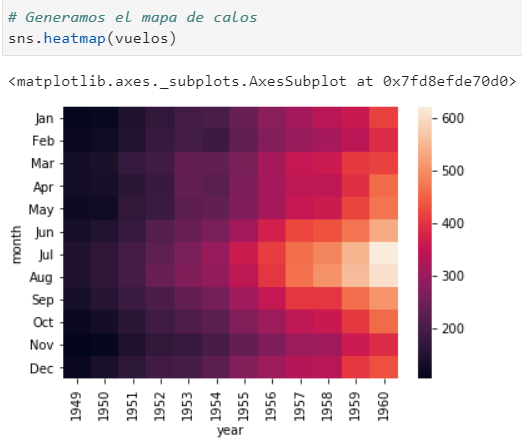 # Generamos el mapa de calos
sns.heatmap(vuelos)
<matplotlib.axes._subplots.AxesSubplot at 0x7fd8efde70d0>
Jan
Feb
Mar
Apr
May
Jun
Jul
Aug
Sep
Oct
Nov
Dec
month
1949 1950 1951 1952 1953 1954 1955 1956 1957 1958 1959 1960
year
600
500
400
300
200